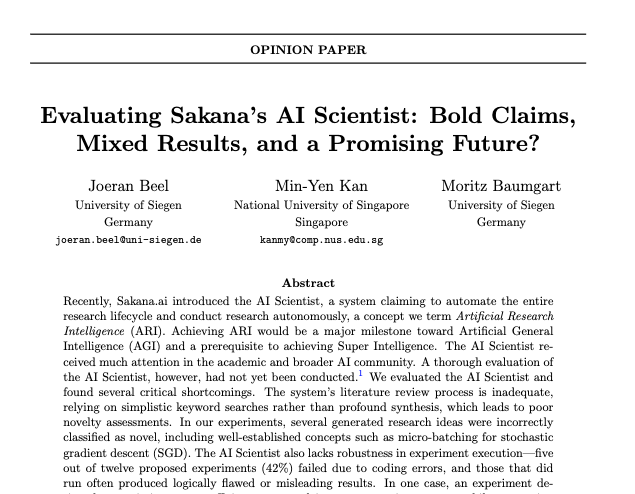 OPINION PAPER
Evaluating Sakana's AI Scientist: Bold Claims,
Mixed Results, and a Promising Future?
Joeran Beel
University of Siegen
Germany
joeran.beel@uni-siegen.de
Min-Yen Kan
National University of Singapore
Singapore
kanmy@comp.nus.edu.sg
Moritz Baumgart
University of Siegen
Germany
Abstract
Recently, Sakana.ai introduced the AI Scientist, a system claiming to automate the entire
research lifecycle and conduct research autonomously, a concept we term Artificial Research
Intelligence (ARI). Achieving ARI would be a major milestone toward Artificial General
Intelligence (AGI) and a prerequisite to achieving Super Intelligence. The AI Scientist re-
ceived much attention in the academic and broader AI community. A thorough evaluation of
the AI Scientist, however, had not yet been conducted.1 We evaluated the AI Scientist and
found several critical shortcomings. The system's literature review process is inadequate,
relying on simplistic keyword searches rather than profound synthesis, which leads to poor
novelty assessments. In our experiments, several generated research ideas were incorrectly
classified as novel, including well-established concepts such as micro-batching for stochastic
gradient descent (SGD). The AI Scientist also lacks robustness in experiment execution—five
out of twelve proposed experiments (42%) failed due to coding errors, and those that did
run often produced logically flawed or misleading results. In one case, an experiment de-